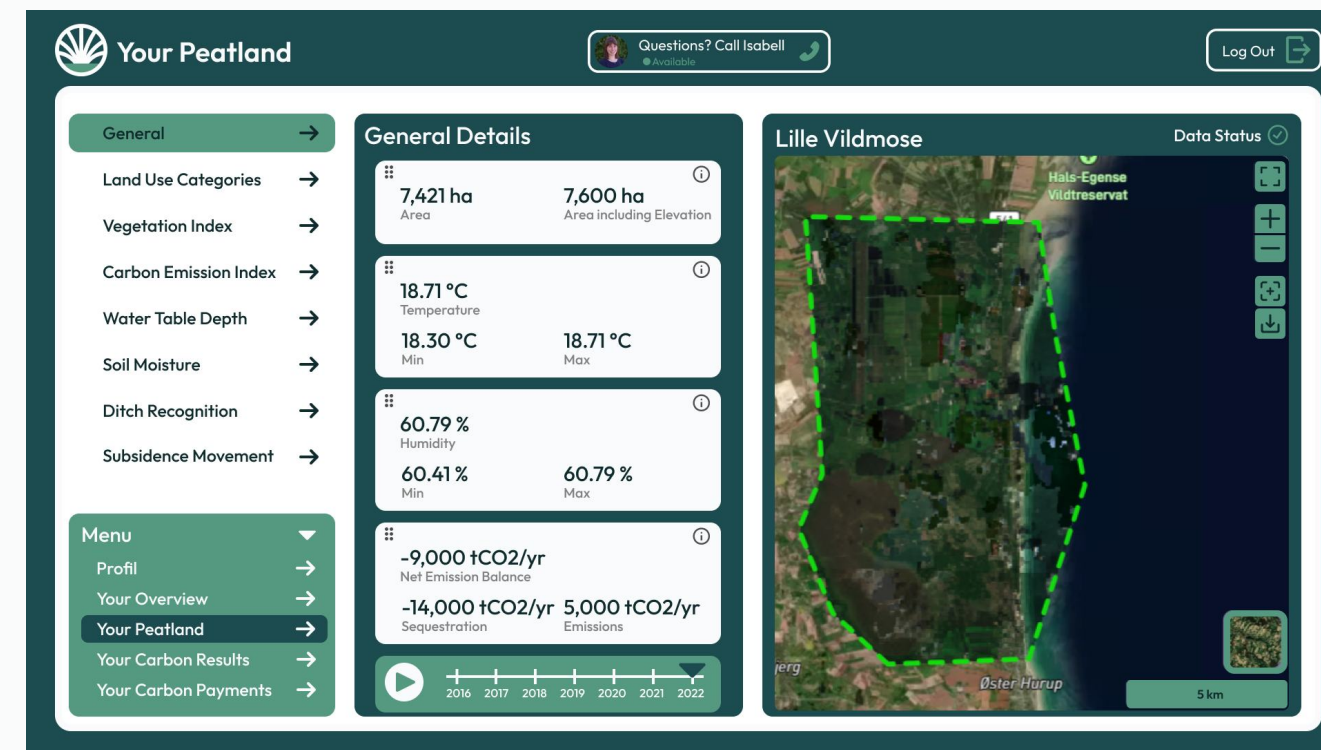 Your Peatland
Questions? Call Isabell
Available
Log Out
General
Land Use Categories
Vegetation Index
Carbon Emission Index
Water Table Depth
Soil Moisture
Ditch Recognition
Subsidence Movement
Menu
Profil
Your Overview
Your Peatland
Your Carbon Results
Your Carbon Payments
General Details
7,421 ha 7,600 ha
Area Area including Elevation
18.71 °C
Temperature
18.30 °C 18.71 °C
Min Max
60.79 %
Humidity
60.41 % 60.79 %
Min Max
-9,000 tCO2/yr
Net Emission Balance
-14,000 tCO2/yr 5,000 tCO2/yr
Sequestration Emissions
2016 2017 2018 2019 2020 2021 2022
Lille Vildmose
Data Status
Hals-Egense
Vildtreservat
541
jerg
Øster Hurup
5 km